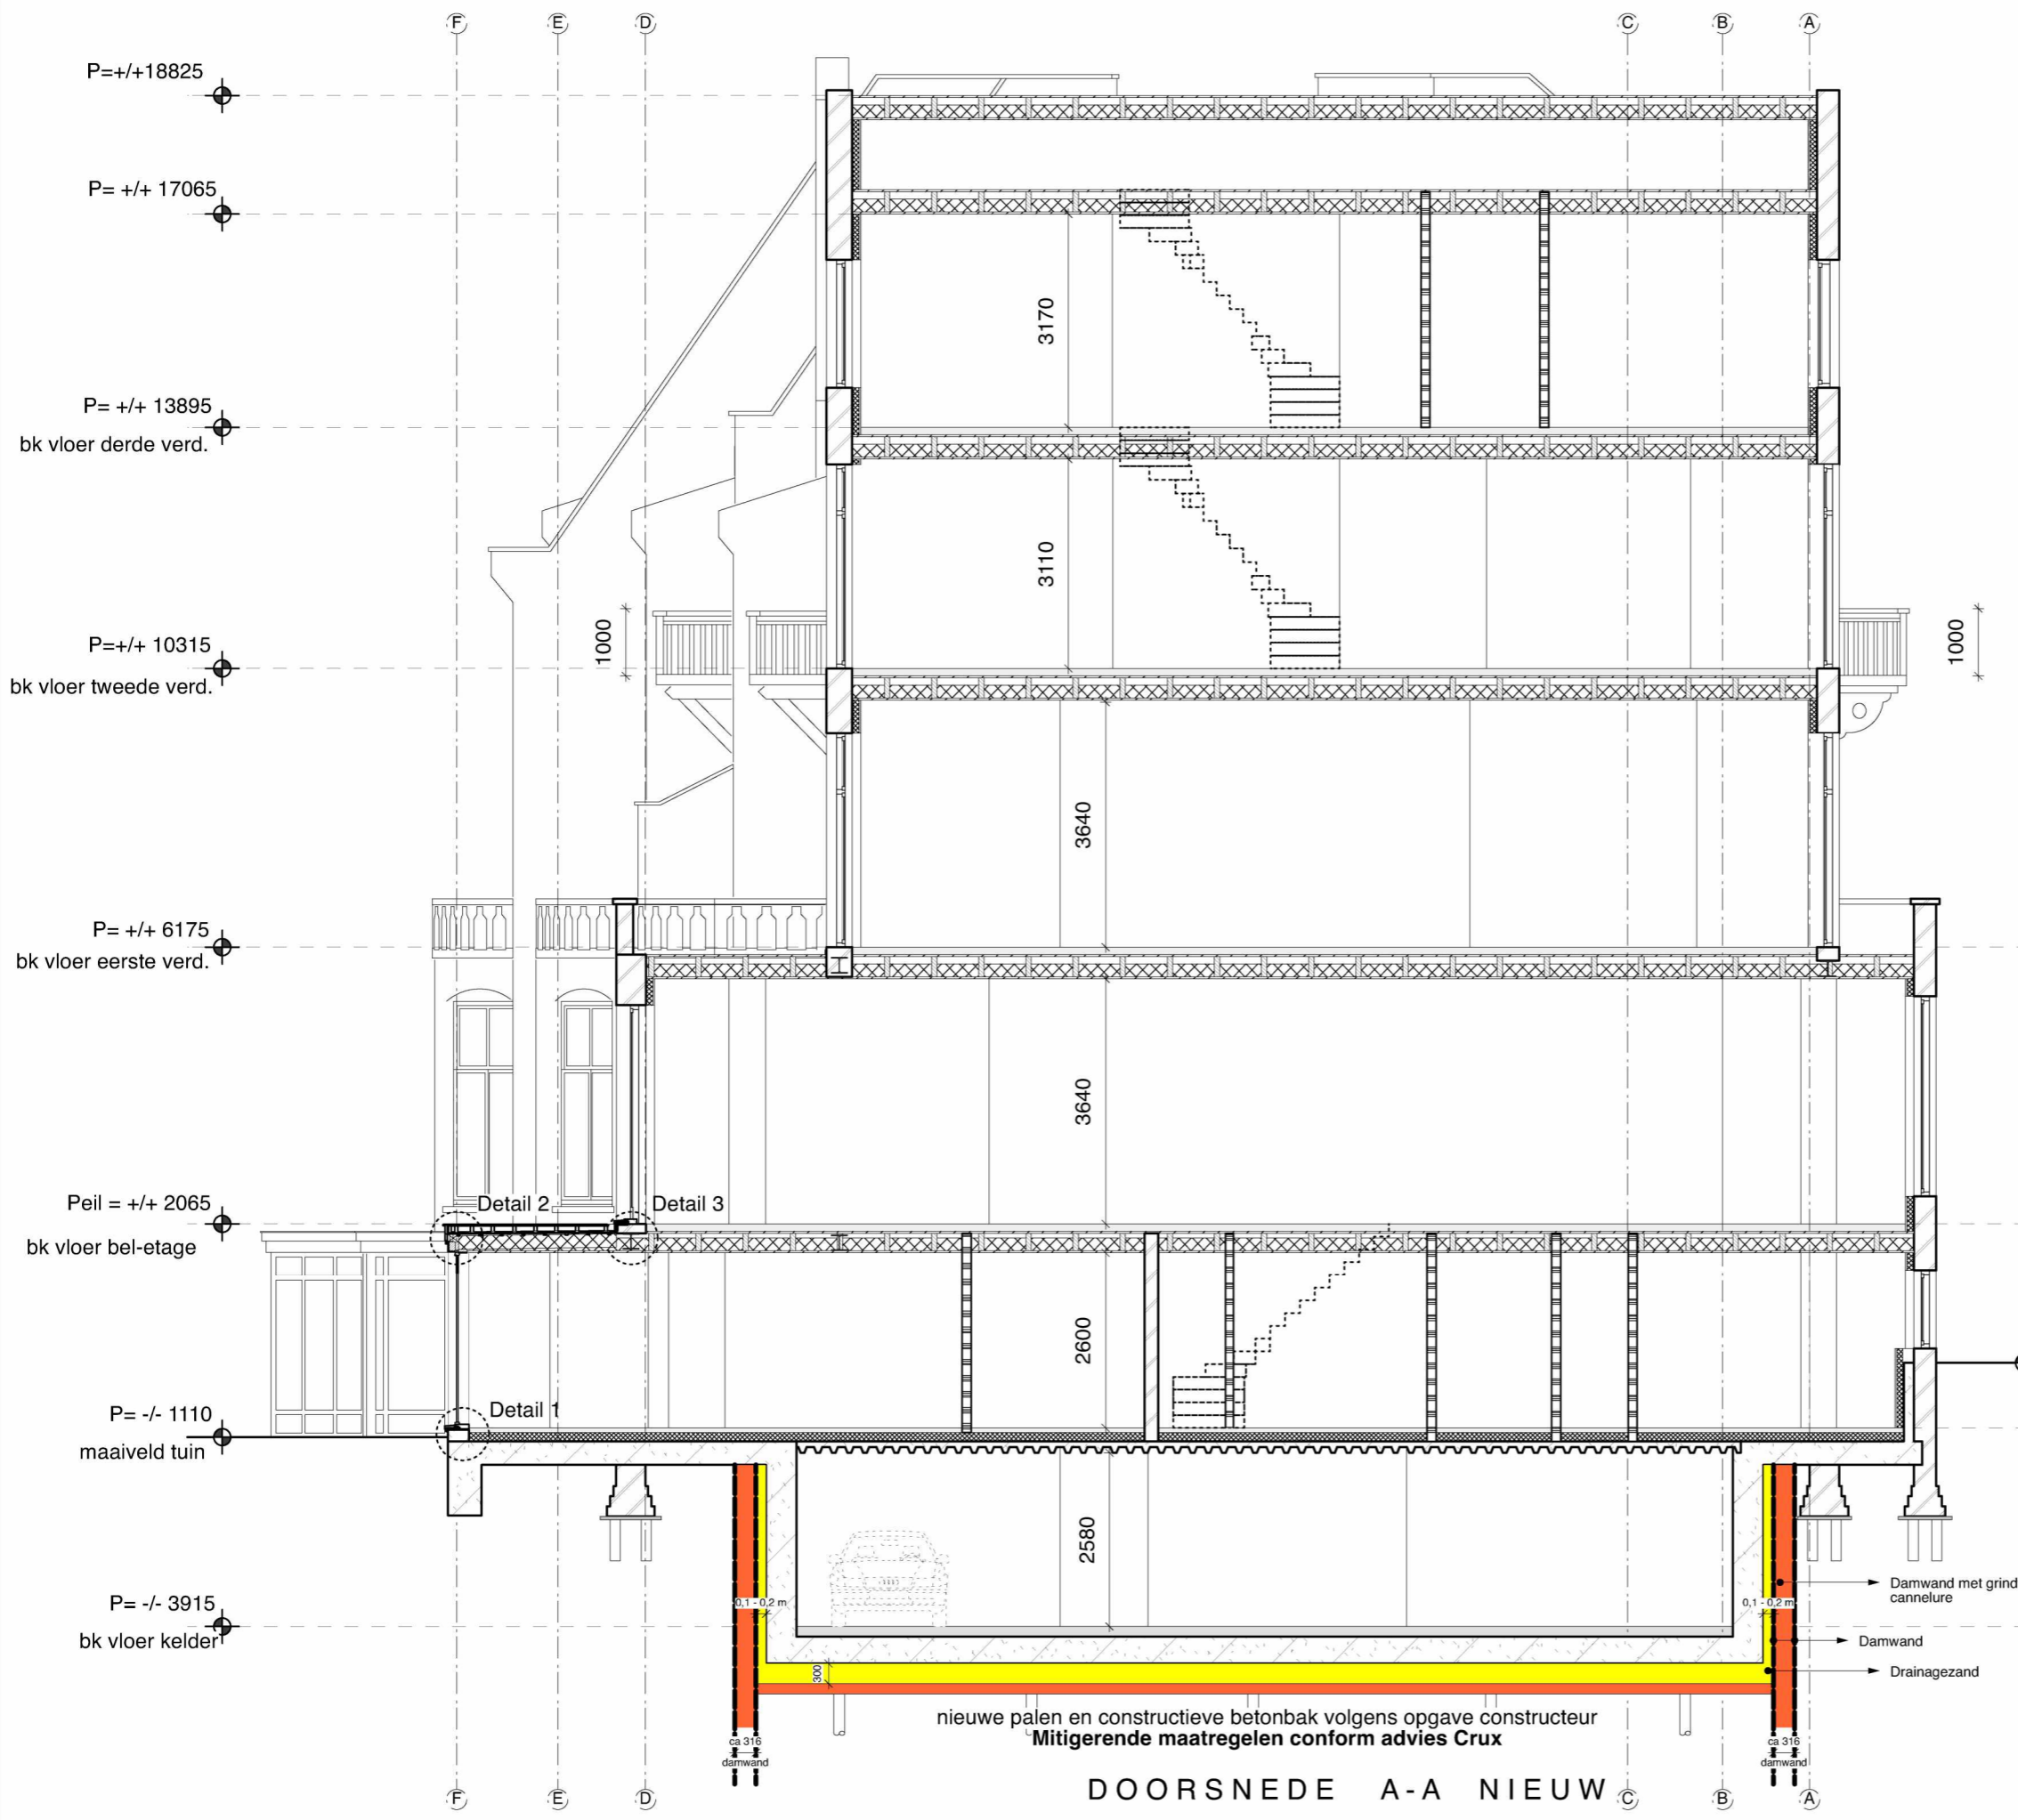 F E D C B A
P=+/+18825
P= +/+ 17065
3170
P= +/+ 13895
bk vloer derde verd.
3110
1000
1000
P=+/+ 10315
bk vloer tweede verd.
3640
P= +/+ 6175
bk vloer eerste verd.
3640
Peil = +/+ 2065
Detail 2
Detail 3
bk vloer bel-etage
2600
P= -/- 1110
Detail 1
maaiveld tuin
2580
P= -/- 3915
bk vloer kelder
0,1 - 0,2 m
0,1 - 0,2 m
Damwand met grind
cannelure
Damwand
Drainagezand
300
nieuwe palen en constructieve betonbak volgens opgave constructeur
Mitigerende maatregelen conform advies Crux
ca 316
damwand
ca 316
damwand
DOORSNEDE A-A NIEUW
F E D C B A